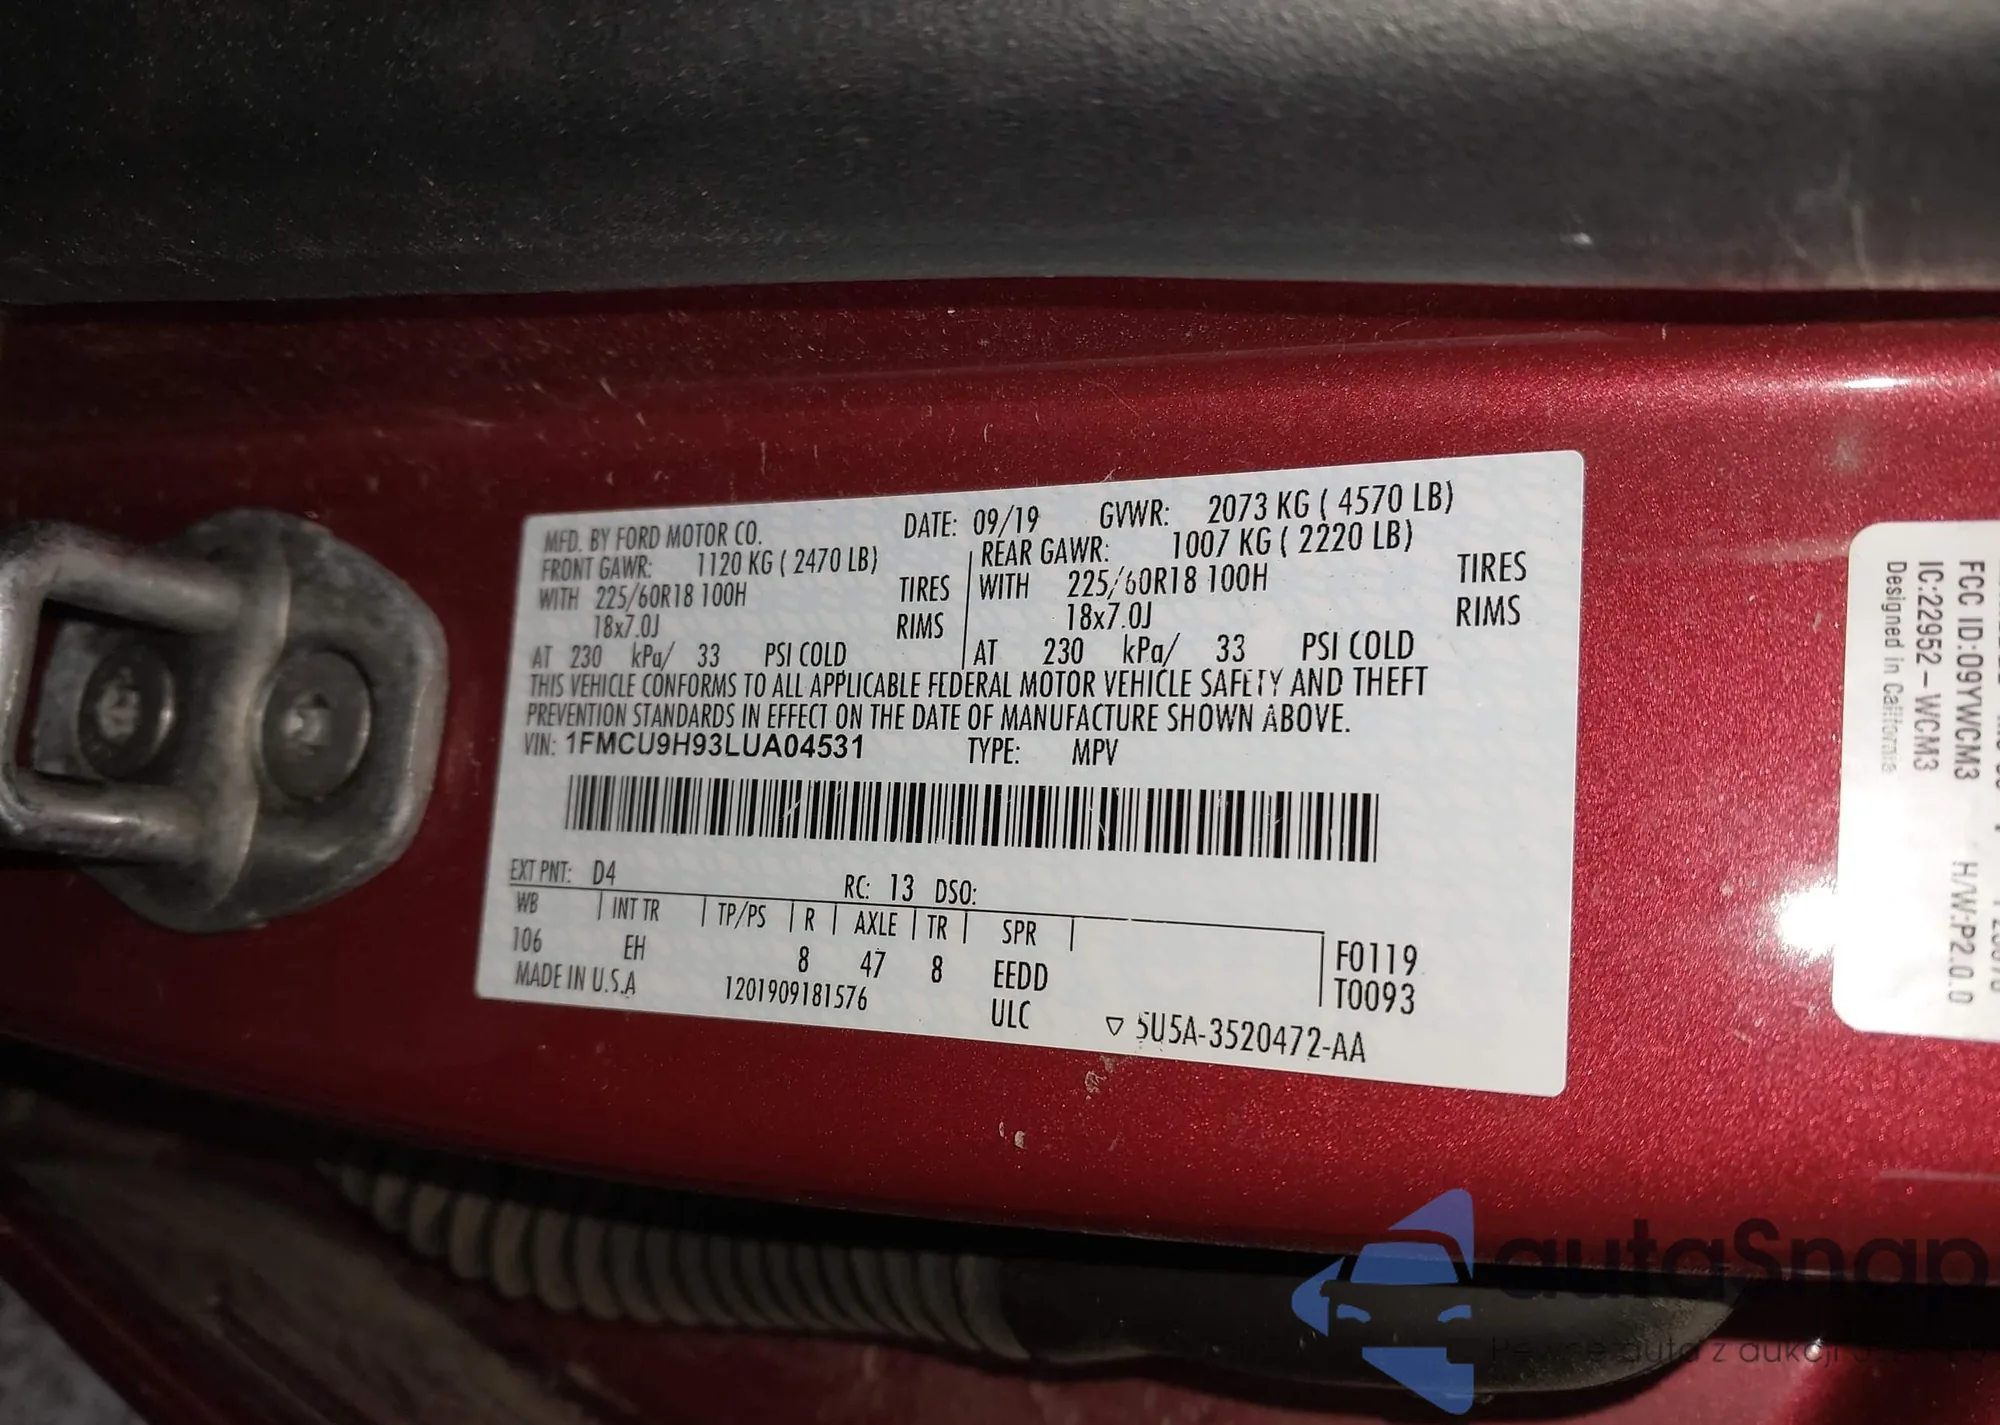 MFD. BY FORD MOTOR CO. DATE: 09/19 GVWR: 2073 KG ( 4570 LB)
FRONT GAWR: 1120 KG ( 2470 LB) REAR GAWR: 1007 KG ( 2220 LB)
WITH 225/60R18 100H TIRES WITH 225/60R18 100H TIRES
18x7.0J RIMS 18x7.0J RIMS
AT 230 kPa/ 33 PSI COLD AT 230 kPa/ 33 PSI COLD
THIS VEHICLE CONFORMS TO ALL APPLICABLE FEDERAL MOTOR VEHICLE SAFETY AND THEFT
PREVENTION STANDARDS IN EFFECT ON THE DATE OF MANUFACTURE SHOWN ABOVE.
VIN: 1FMCU9H93LUA04531 TYPE: MPV
EXT PNT: D4 RC: 13 DSO:
WB INT TR TP/PS R AXLE TR SPR
106 EH 8 47 8 EEDD F0119
MADE IN U.S.A 1201909181576 ULC T0093
▽ 5U5A-3520472-AA
FCC ID:09YWCM3 H/W:P2.0.0
IC:22952-WCM3
Designed in California
autaSnap
Pewne auto z aukcji